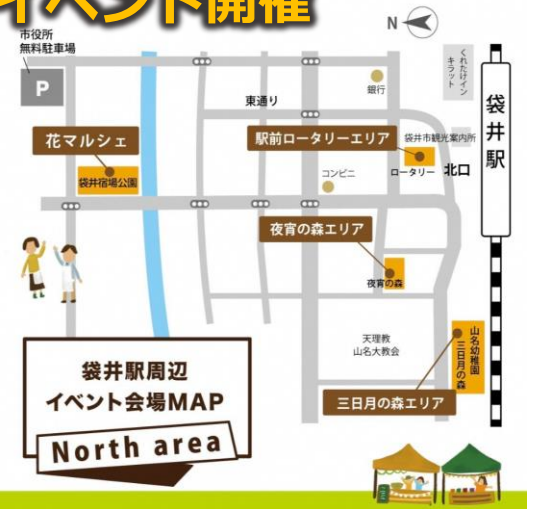 イベント開催
市役所
無料駐車場
P
N
くれたけイン
キラット
銀行
東通り
袋井駅
花マルシェ
駅前ロータリーエリア
袋井市観光案内所
袋井宿場公園
コンビニ
ロータリー
北口
夜宵の森エリア
夜宵の森
天理教
山名大教会
山名幼稚園
三日月の森
袋井駅周辺
イベント会場MAP
三日月の森エリア
North area